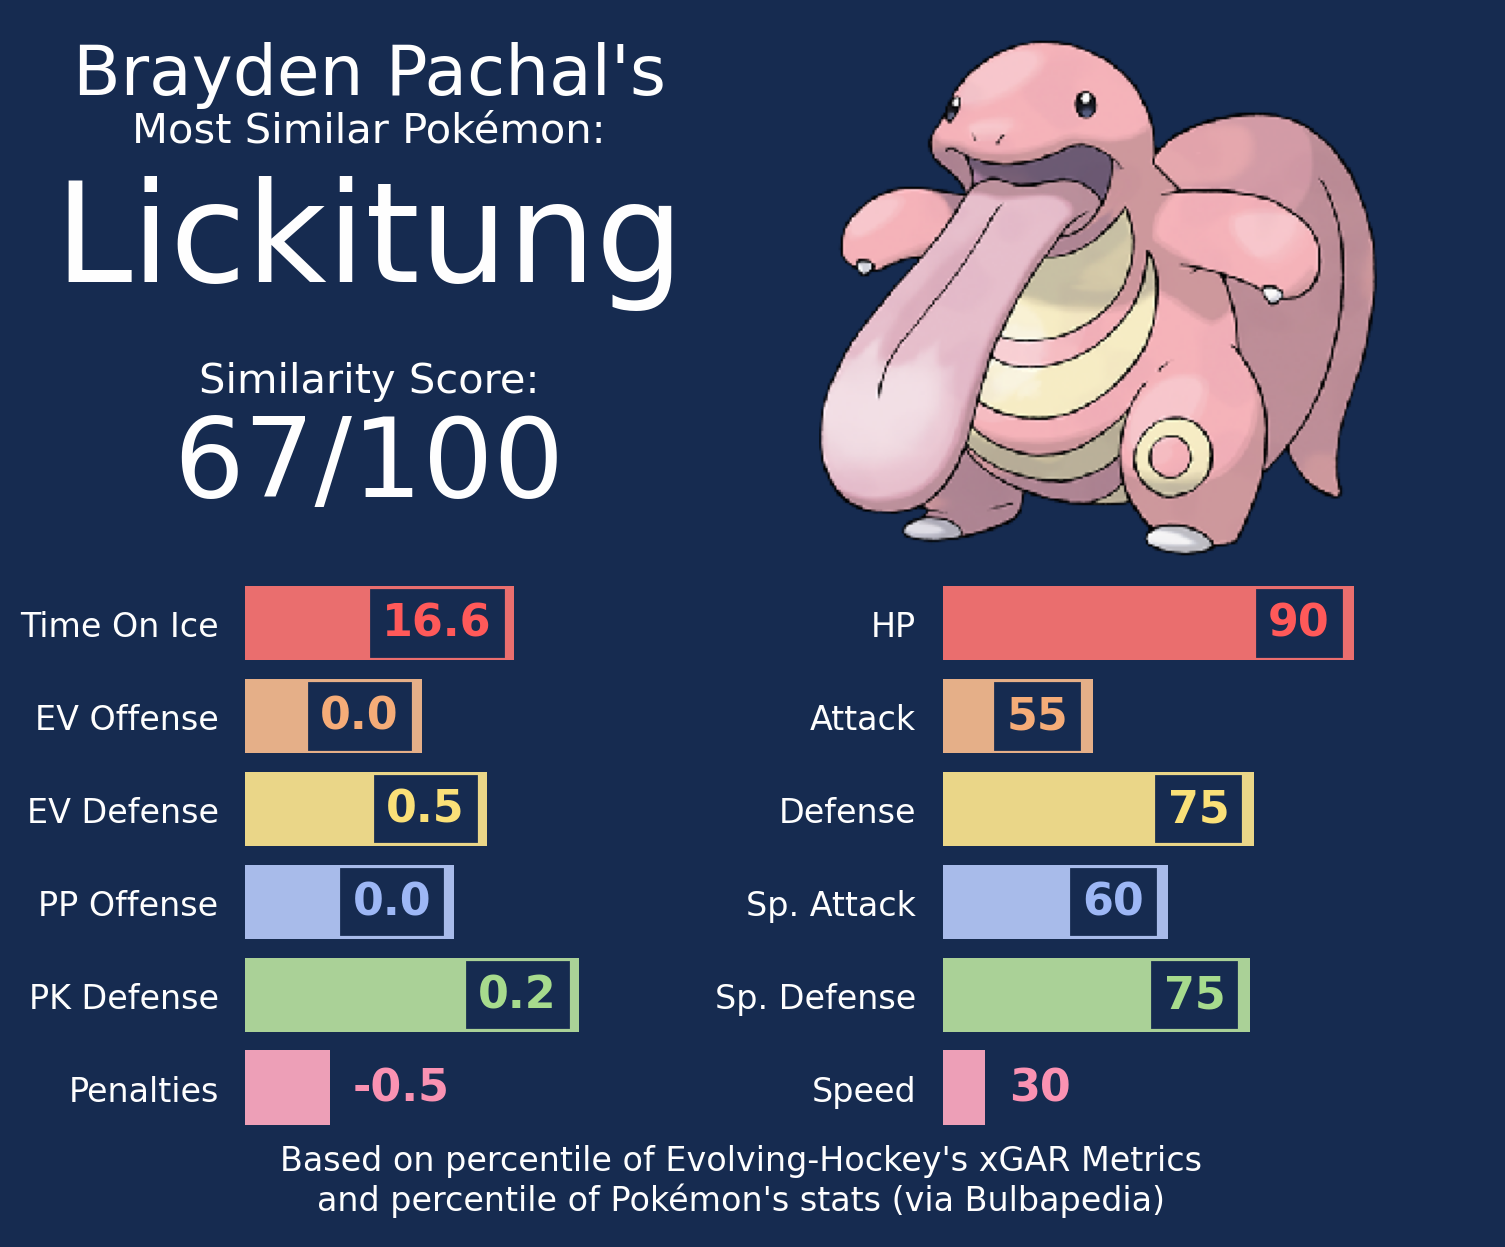 Brayden Pachal's
Most Similar Pokémon:
Lickitung
Similarity Score:
67/100
Time On Ice 16.6
EV Offense 0.0
EV Defense 0.5
PP Offense 0.0
PK Defense 0.2
Penalties -0.5
HP 90
Attack 55
Defense 75
Sp. Attack 60
Sp. Defense 75
Speed 30
Based on percentile of Evolving-Hockey's xGAR Metrics
and percentile of Pokémon's stats (via Bulbapedia)